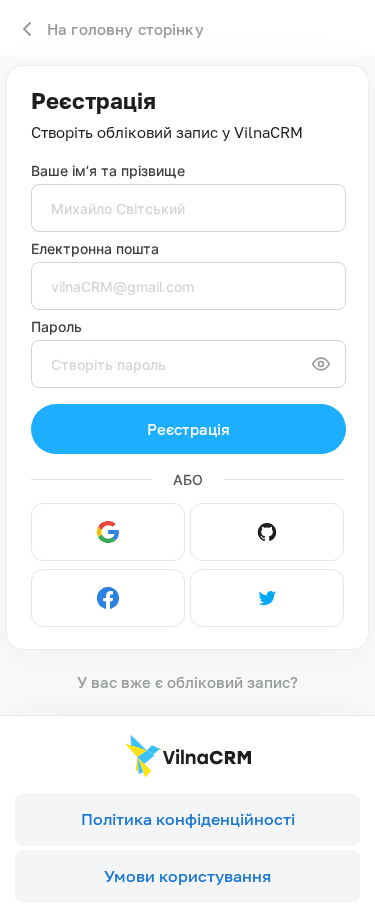 На головну сторінку
Реєстрація
Створіть обліковий запис у VilnaCRM
Ваше ім’я та прізвище
Михайло Світський
Електронна пошта
vilnaCRM@gmail.com
Пароль
Створіть пароль
Реєстрація
АБО
У вас вже є обліковий запис?
VilnaCRM
Політика конфіденційності
Умови користування